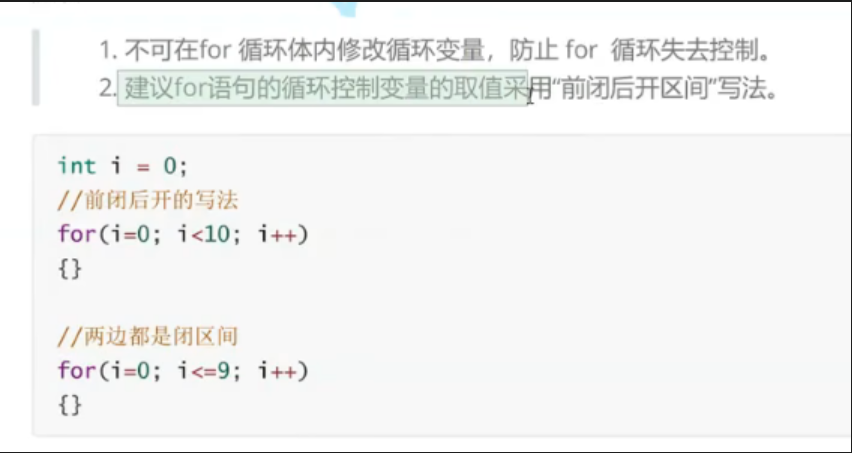 1. 不可在for 循环体内修改循环变量，防止 for 循环失去控制。
2. 建议for语句的循环控制变量的取值采用“前闭后开区间”写法。
int i = 0;
//前闭后开的写法
for(i=0; i<10; i++)
{}
//两边都是闭区间
for(i=0; i<=9; i++)
{}